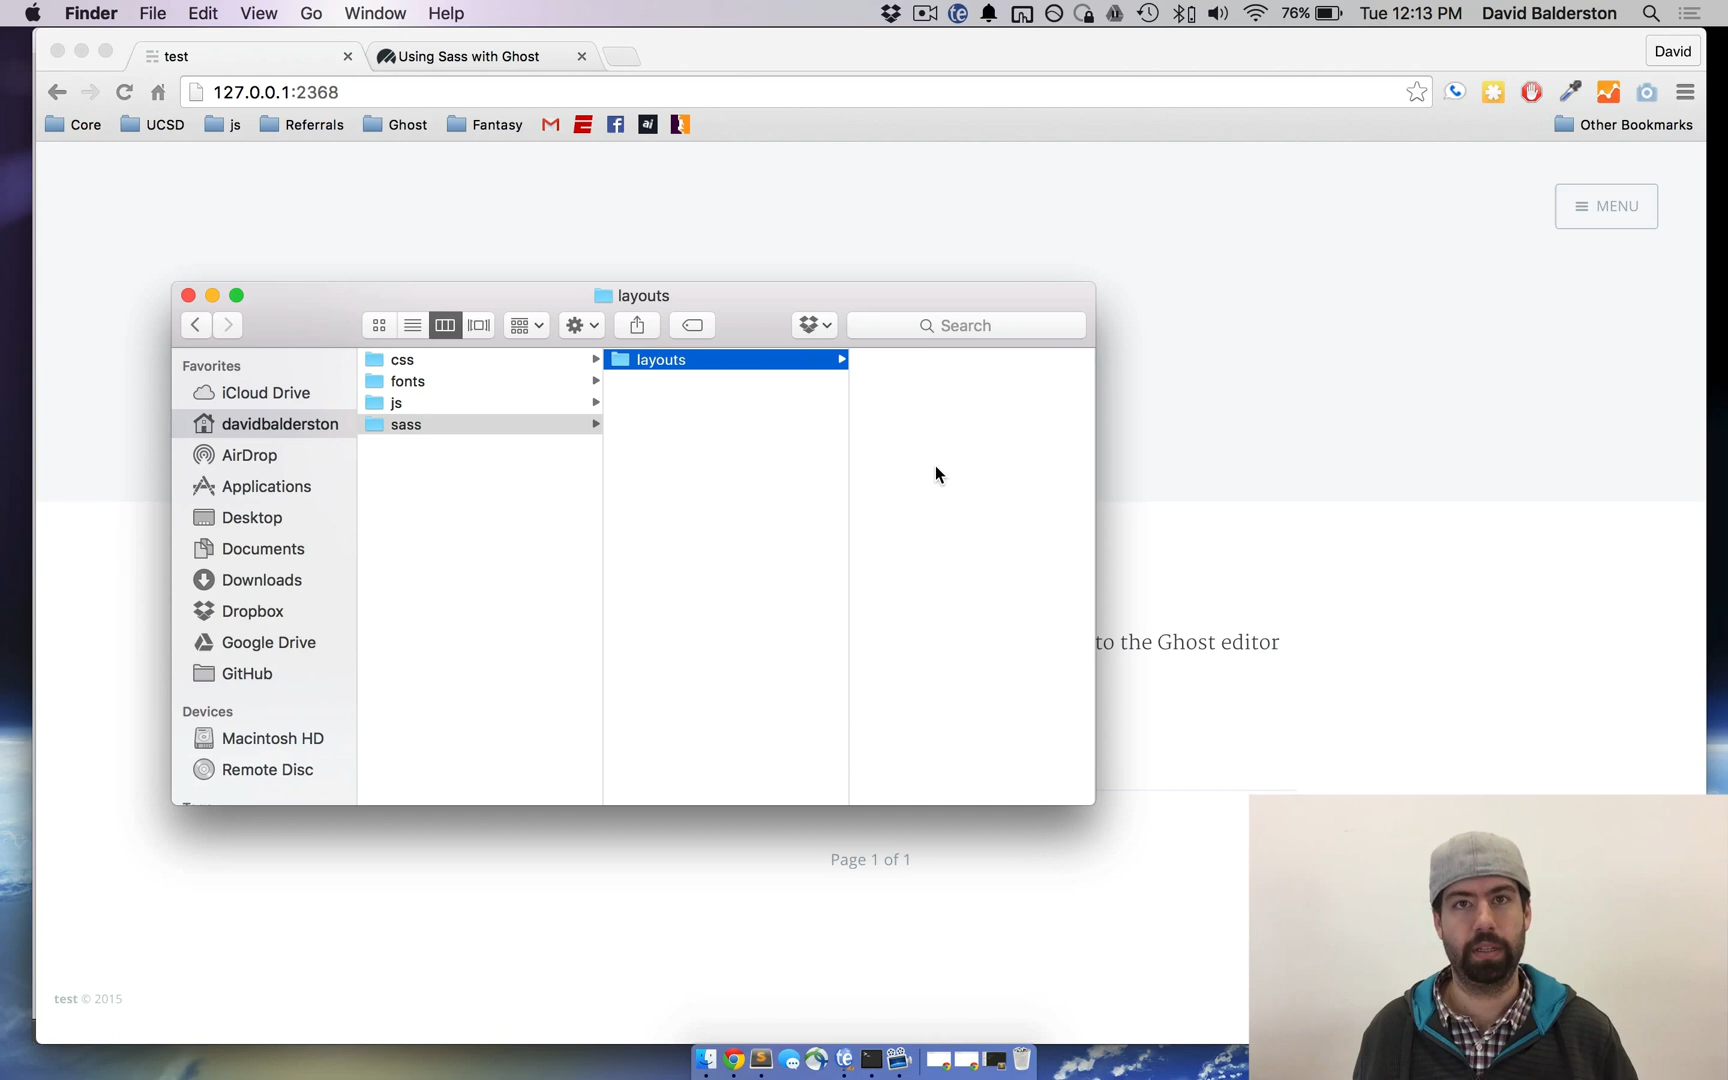 Finder File Edit View Go Window Help 76% Tue 12:13 PM David Balderston
test Using Sass with Ghost David
127.0.0.1:2368
Core UCSD js Referrals Ghost Fantasy Other Bookmarks
MENU
layouts
Search
Favorites
iCloud Drive
davidbalderston
AirDrop
Applications
Desktop
Documents
Downloads
Dropbox
Google Drive
GitHub
Devices
Macintosh HD
Remote Disc
css
fonts
js
sass
layouts
to the Ghost editor
Page 1 of 1
test © 2015